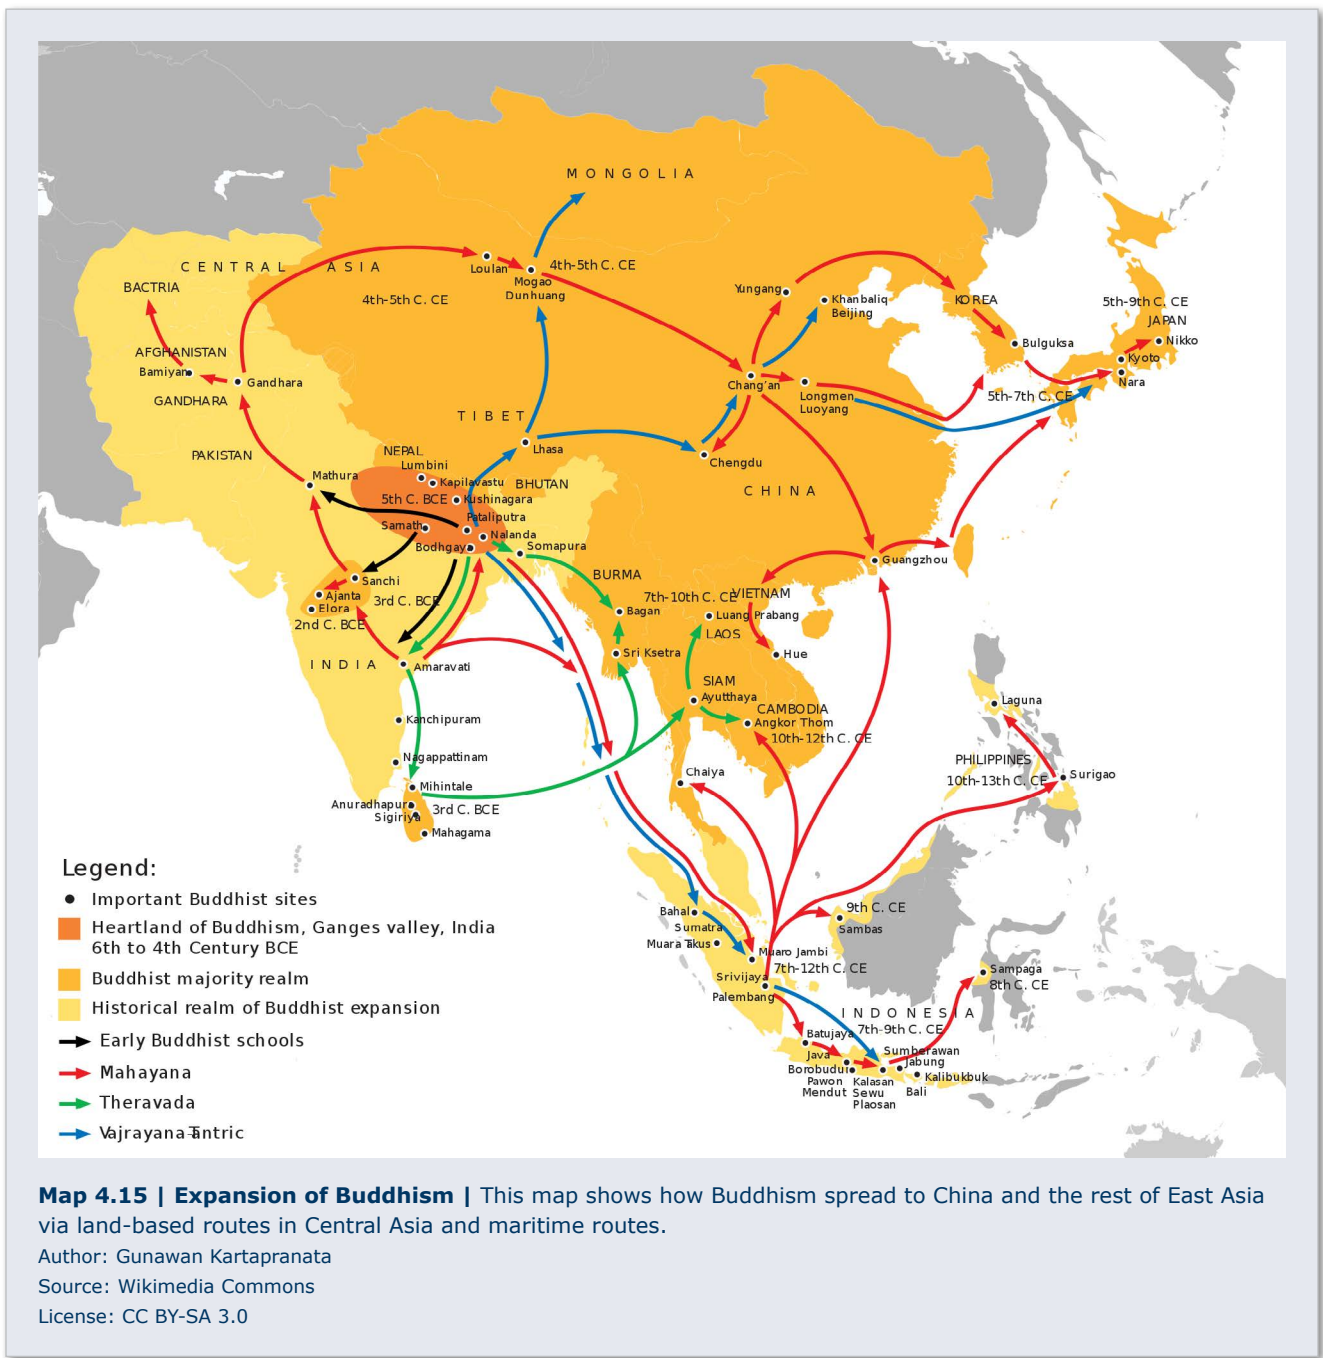 MONGOLIA
CENTRAL ASIA
Loulan
4th-5th C. CE
Mogao
Dunhuang
BACTRIA
4th-5th C. CE
Yungang
Khanbaliq
Beijing
KOREA
5th-9th C. CE
JAPAN
Nikko
Bulguksa
Kyoto
Nara
AFGHANISTAN
Bamiyan
Gandhara
GANDHARA
Chang'an
Longmen
Luoyang
5th-7th C. CE
TIBET
Lhasa
Chengdu
PAKISTAN
NEPAL
Lumbini
Mathura
Kapilavastu
BHUTAN
5th C. BCE
Kushinagara
CHINA
Pataliputra
Sarnath
Nalanda
Bodhgaya
Somapura
Guangzhou
BURMA
Sanchi
Ajanta
3rd C. BCE
Elora
2nd C. BCE
7th-10th C. CE
VIETNAM
Bagan
Luang Prabang
LAOS
INDIA
Amaravati
Sri Ksetra
Hue
SIAM
Ayutthaya
CAMBODIA
Angkor Thom
10th-12th C. CE
Laguna
Kanchipuram
Nagappattinam
PHILIPPINES
10th-13th C. CE
Surigao
Chaiya
Mihintale
Anuradhapura
3rd C. BCE
Sigiriya
Mahagama
Legend:
Important Buddhist sites
Heartland of Buddhism, Ganges valley, India
6th to 4th Century BCE
Buddhist majority realm
Historical realm of Buddhist expansion
Early Buddhist schools
Mahayana
Theravada
Vajrayana-Tantric
Bahal
Sumatra
Muara Takus
Muaro Jambi
7th-12th C. CE
Srivijaya
Palembang
9th C. CE
Sambas
Sampaga
8th C. CE
INDONESIA
7th-9th C. CE
Batujaya
Java
Borobudur
Pawon
Mendut
Kalasan
Sewu
Plaosan
Sumberawan
Jabung
Kalibukbuk
Bali
Map 4.15 | Expansion of Buddhism | This map shows how Buddhism spread to China and the rest of East Asia
via land-based routes in Central Asia and maritime routes.
Author: Gunawan Kartapranata
Source: Wikimedia Commons
License: CC BY-SA 3.0